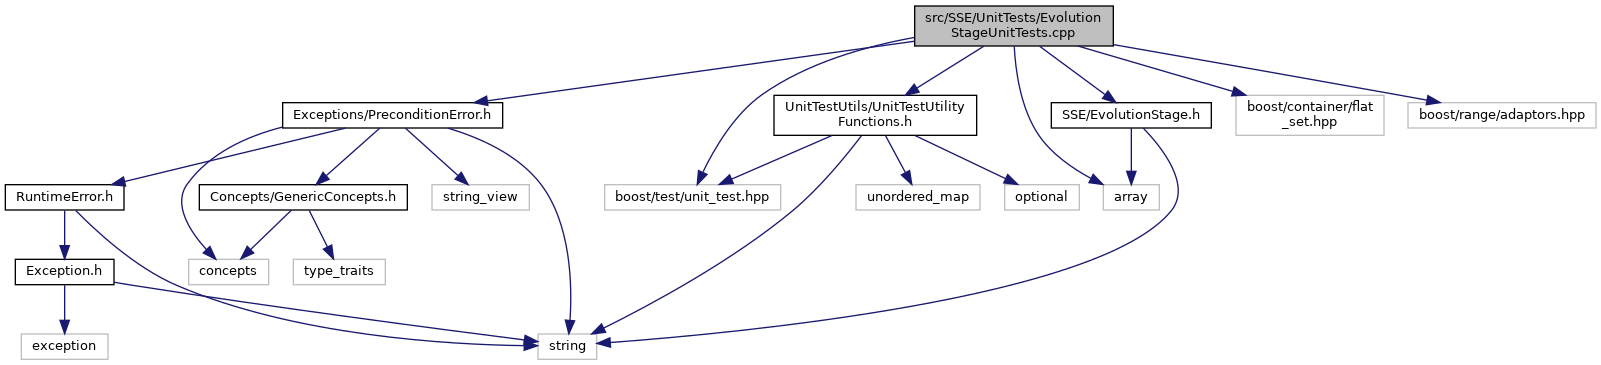 src/SSE/UnitTests/Evolution
StageUnitTests.cpp
Exceptions/PreconditionError.h
UnitTestUtils/UnitTestUtility
Functions.h
SSE/EvolutionStage.h
boost/container/flat
_set.hpp
boost/range/adaptors.hpp
RuntimeError.h
Concepts/GenericConcepts.h
string_view
boost/test/unit_test.hpp
unordered_map
optional
array
Exception.h
concepts
type_traits
exception
string